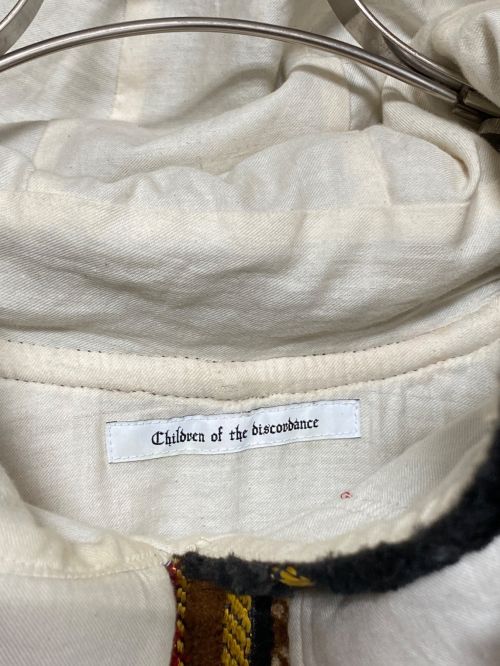 Children of the discordance